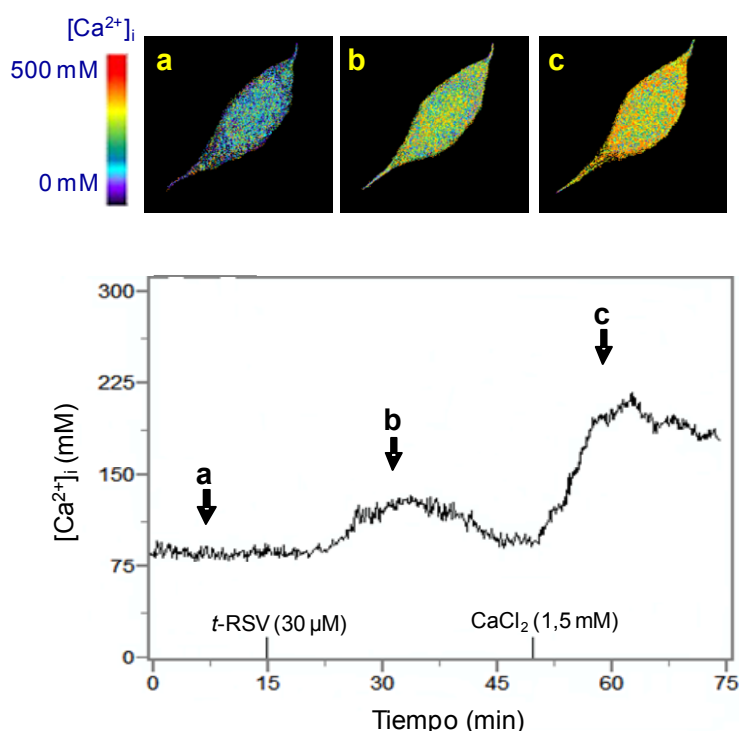 [Ca²⁺]ᵢ
500 mM
0 mM
a
b
c
300
225
150
75
0
[Ca²⁺]ᵢ (mM)
a
b
c
t-RSV (30 µM)
CaCl₂ (1,5 mM)
0
15
30
45
60
75
Tiempo (min)